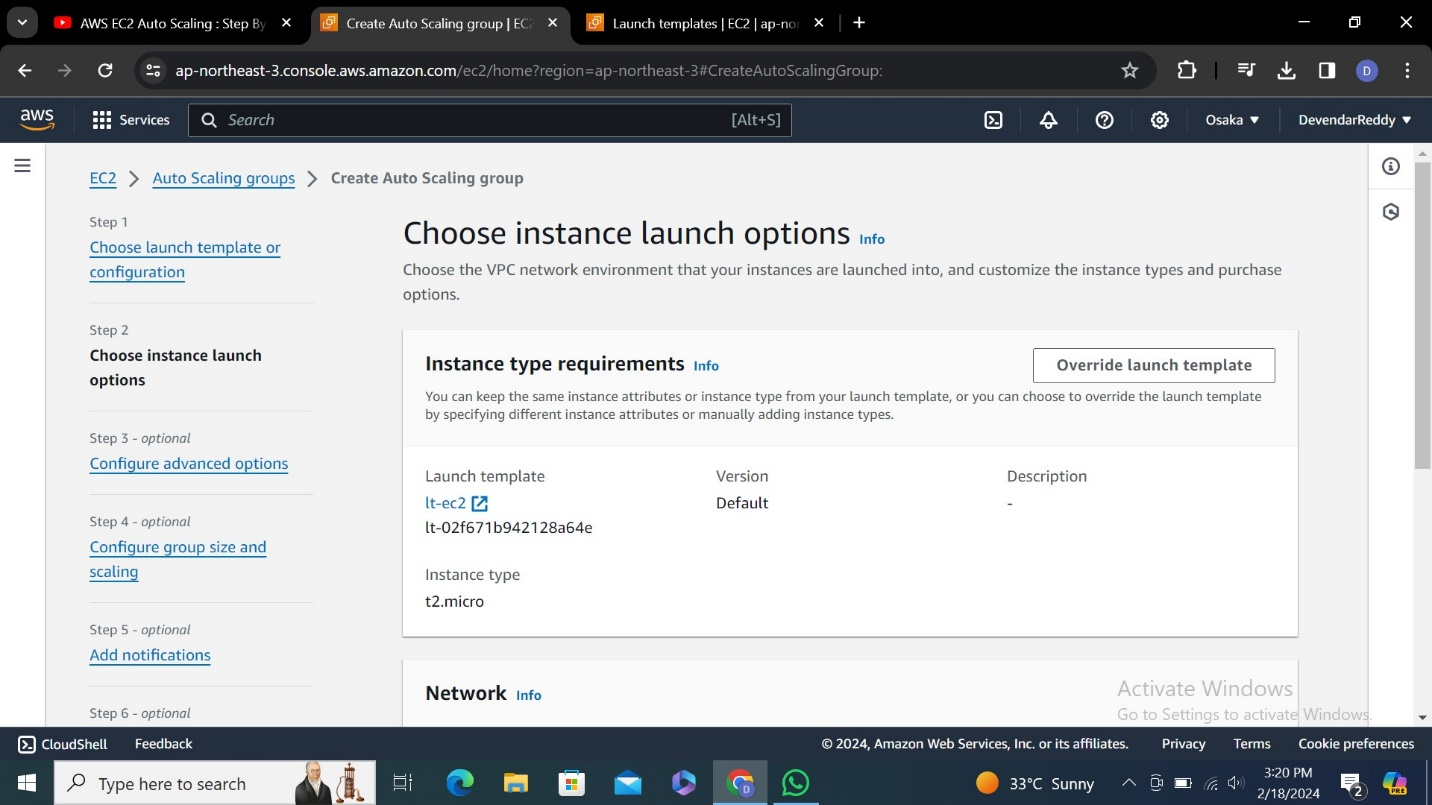 AWS EC2 Auto Scaling : Step By
Create Auto Scaling group | EC2
Launch templates | EC2 | ap-no
ap-northeast-3.console.aws.amazon.com/ec2/home?region=ap-northeast-3#CreateAutoScalingGroup:
D
aws
Services
Search
[Alt+S]
Osaka
DevendarReddy
EC2
Auto Scaling groups
Create Auto Scaling group
Step 1
Choose launch template or
configuration
Step 2
Choose instance launch
options
Step 3 - optional
Configure advanced options
Step 4 - optional
Configure group size and
scaling
Step 5 - optional
Add notifications
Step 6 - optional
Choose instance launch options Info
Choose the VPC network environment that your instances are launched into, and customize the instance types and purchase
options.
Instance type requirements Info
Override launch template
You can keep the same instance attributes or instance type from your launch template, or you can choose to override the launch template
by specifying different instance attributes or manually adding instance types.
Launch template
lt-ec2
lt-02f671b942128a64e
Version
Default
Description
-
Instance type
t2.micro
Network Info
Activate Windows
Go to Settings to activate Windows.
CloudShell
Feedback
© 2024, Amazon Web Services, Inc. or its affiliates.
Privacy
Terms
Cookie preferences
Type here to search
D
33°C Sunny
3:20 PM
2/18/2024
2
PRE